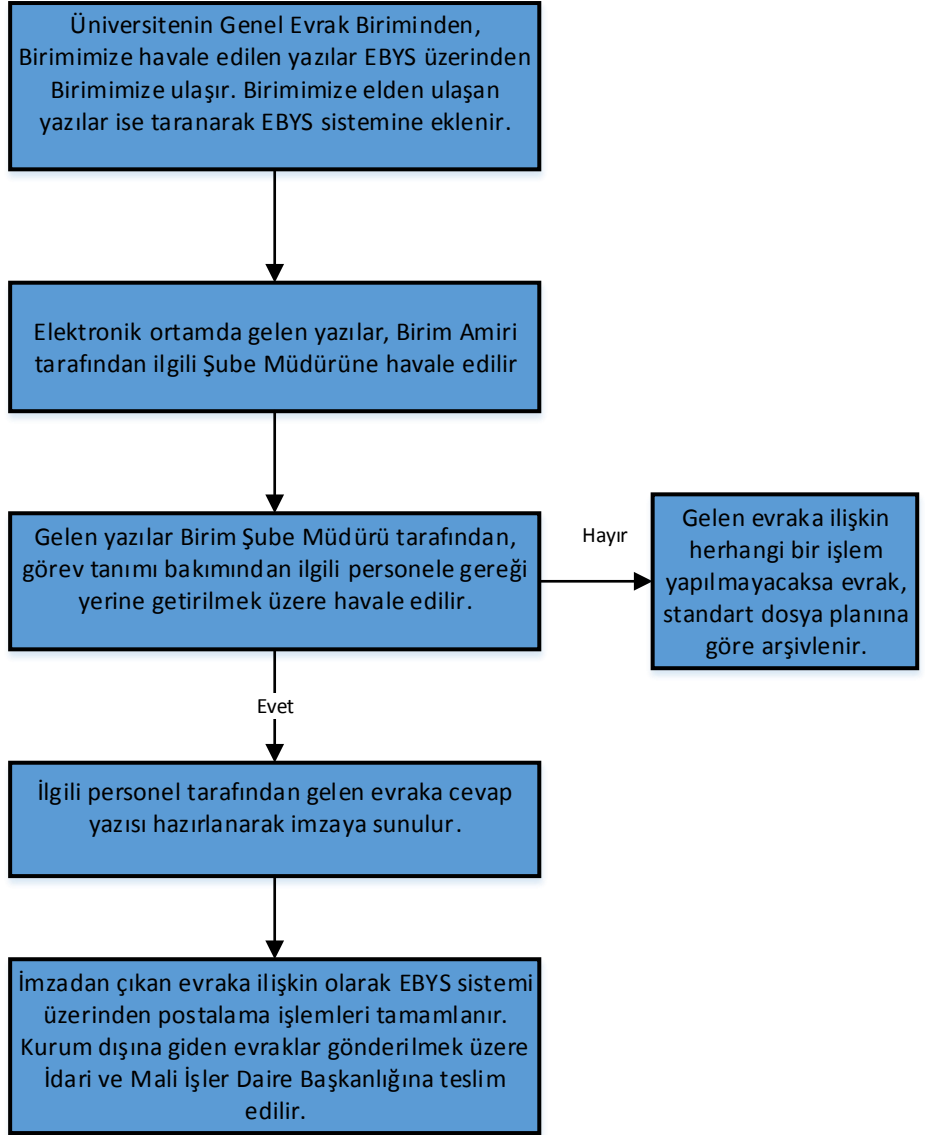 Üniversitenin Genel Evrak Biriminden,
Birimimize havale edilen yazılar EBYS üzerinden
Birimimize ulaşır. Birimimize elden ulaşan
yazılar ise taranarak EBYS sistemine eklenir.
Elektronik ortamda gelen yazılar, Birim Amiri
tarafından ilgili Şube Müdürüne havale edilir
Gelen yazılar Birim Şube Müdürü tarafından,
görev tanımı bakımından ilgili personele gereği
yerine getirilmek üzere havale edilir.
Hayır
Gelen evraka ilişkin
herhangi bir işlem
yapılmayacaksa evrak,
standart dosya planına
göre arşivlenir.
Evet
İlgili personel tarafından gelen evraka cevap
yazısı hazırlanarak imzaya sunulur.
İmzadan çıkan evraka ilişkin olarak EBYS sistemi
üzerinden postalama işlemleri tamamlanır.
Kurum dışına giden evraklar gönderilmek üzere
İdari ve Mali İşler Daire Başkanlığına teslim
edilir.